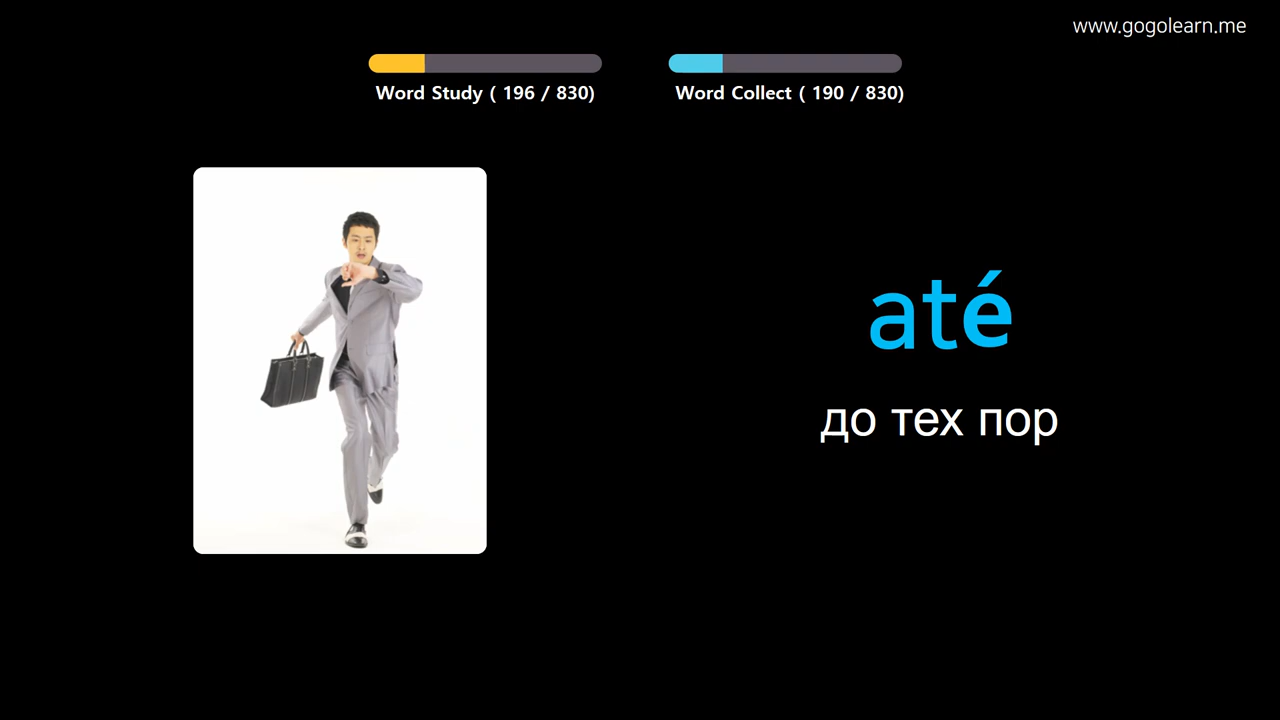 www.gogolearn.me
Word Study ( 196 / 830)
Word Collect ( 190 / 830)
até
до тех пор